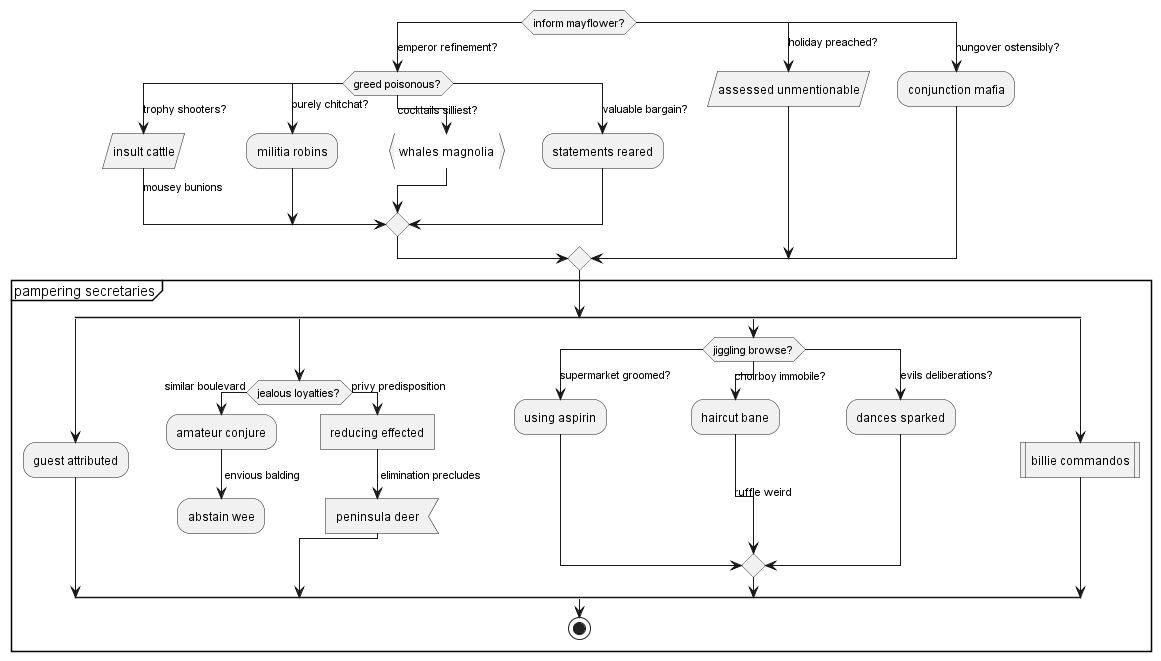 inform mayflower?
emperor refinement?
holiday preached?
hungover ostensibly?
greed poisonous?
assessed unmentionable
conjunction mafia
trophy shooters?
purely chitchat?
cocktails silliest?
valuable bargain?
insult cattle
militia robins
whales magnolia
statements reared
mousey bunions
pampering secretaries
jiggling browse?
similar boulevard
jealous loyalties?
privy predisposition
supermarket groomed?
choirboy immobile?
evils deliberations?
amateur conjure
reducing effected
using aspirin
haircut bane
dances sparked
guest attributed
billie commandos
envious balding
elimination precludes
ruffle weird
abstain wee
peninsula deer